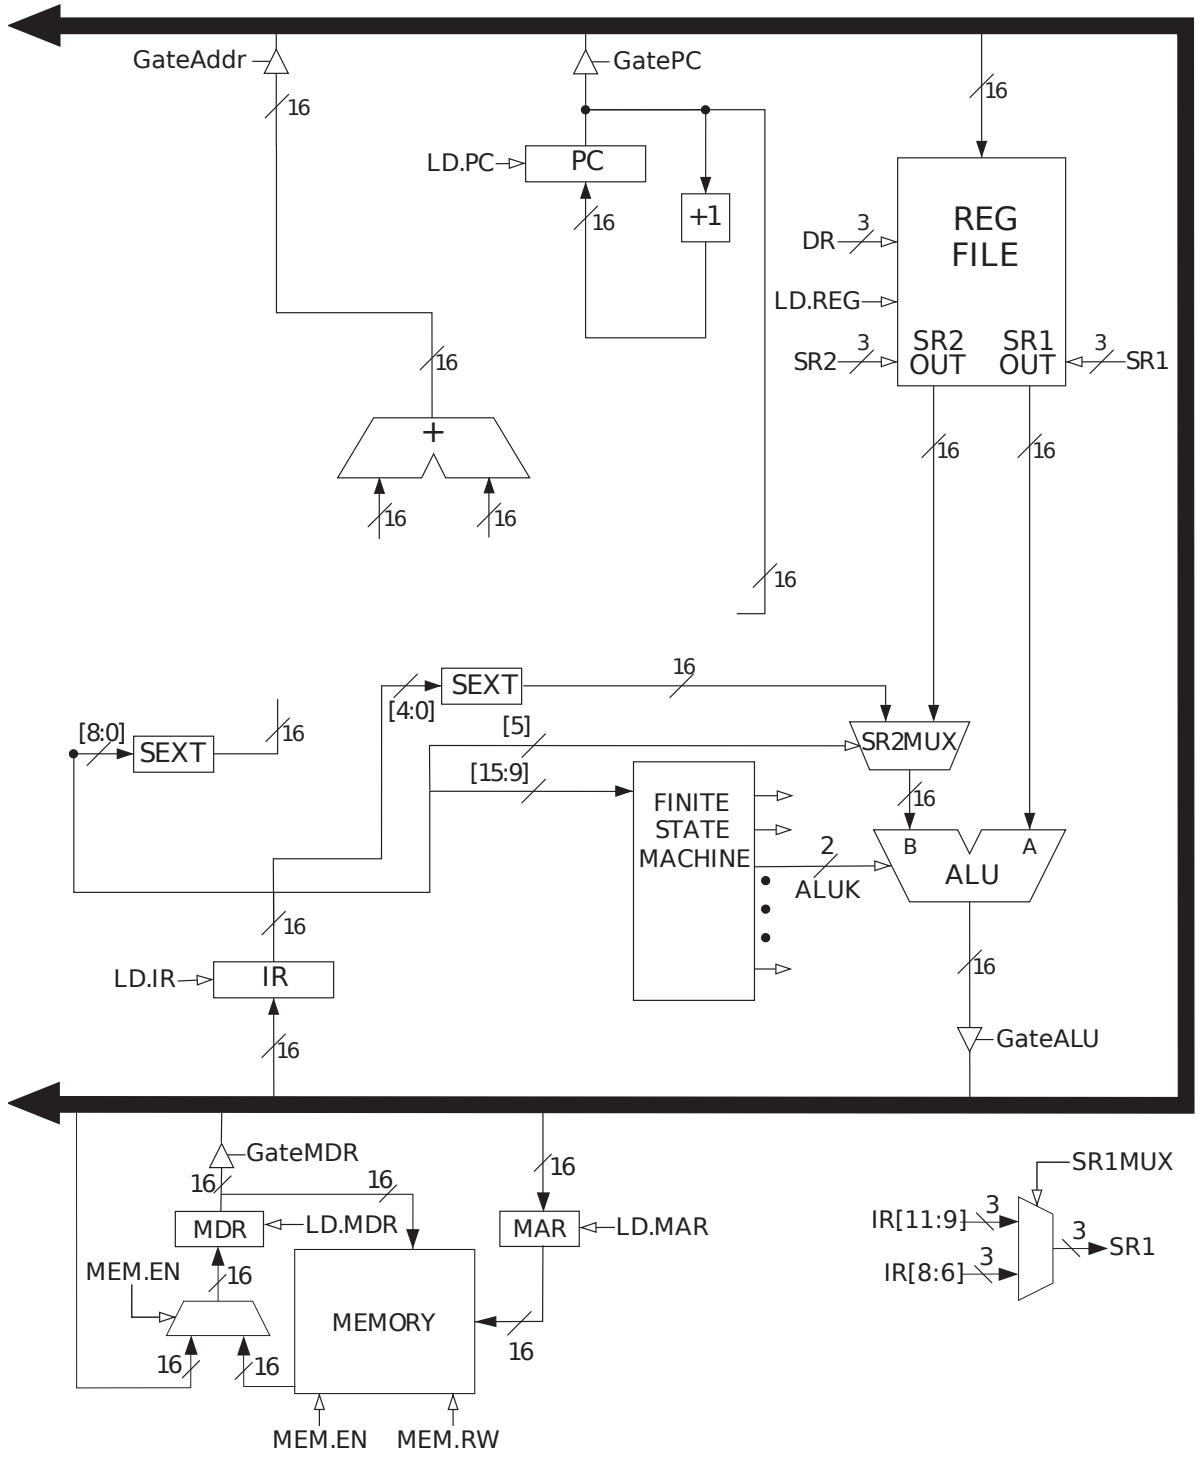 GateAddr
GatePC
16
16
LD.PC
PC
16
+1
REG
FILE
DR
3
LD.REG
SR2
3
SR2
OUT
SR1
OUT
3
SR1
16
+
16
16
16
16
16
16
[8:0]
SEXT
16
[4:0]
SEXT
16
[5]
SR2MUX
[15:9]
16
FINITE
STATE
MACHINE
2
ALUK
B
A
ALU
16
LD.IR
IR
16
16
GateALU
GateMDR
16
16
16
MDR
LD.MDR
MAR
LD.MAR
MEM.EN
16
MEMORY
16
16
16
MEM.EN
MEM.RW
SR1MUX
IR[11:9]
3
3
SR1
IR[8:6]
3